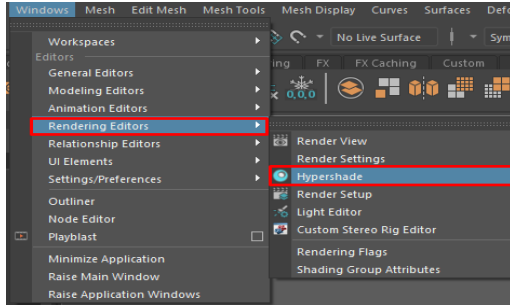 Windows Mesh Edit Mesh Mesh Tools Mesh Display Curves Surfaces
Workspaces
No Live Surface
Editors
General Editors
FX FX Caching Custom
Modeling Editors
0,0,0
Animation Editors
Rendering Editors
Relationship Editors
Render View
UI Elements
Render Settings
Settings/Preferences
Hypershade
Outliner
Render Setup
Node Editor
Light Editor
Playblast
Custom Stereo Rig Editor
Minimize Application
Rendering Flags
Raise Main Window
Shading Group Attributes
Raise Application Windows